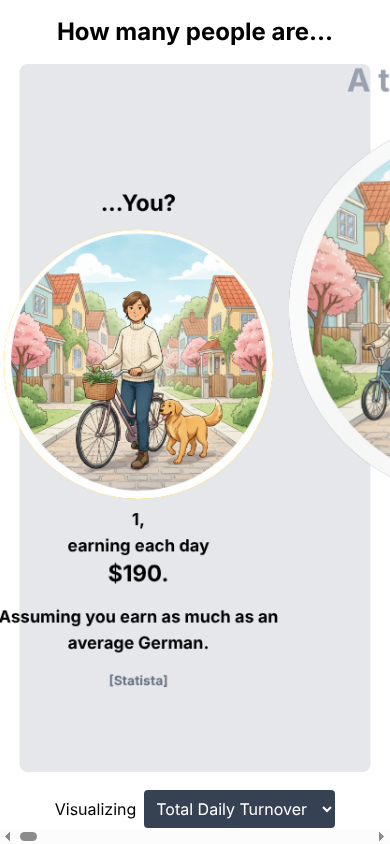 How many people are…
A t
...You?
1,
earning each day
$190.
Assuming you earn as much as an
average German.
[Statista]
Visualizing Total Daily Turnover